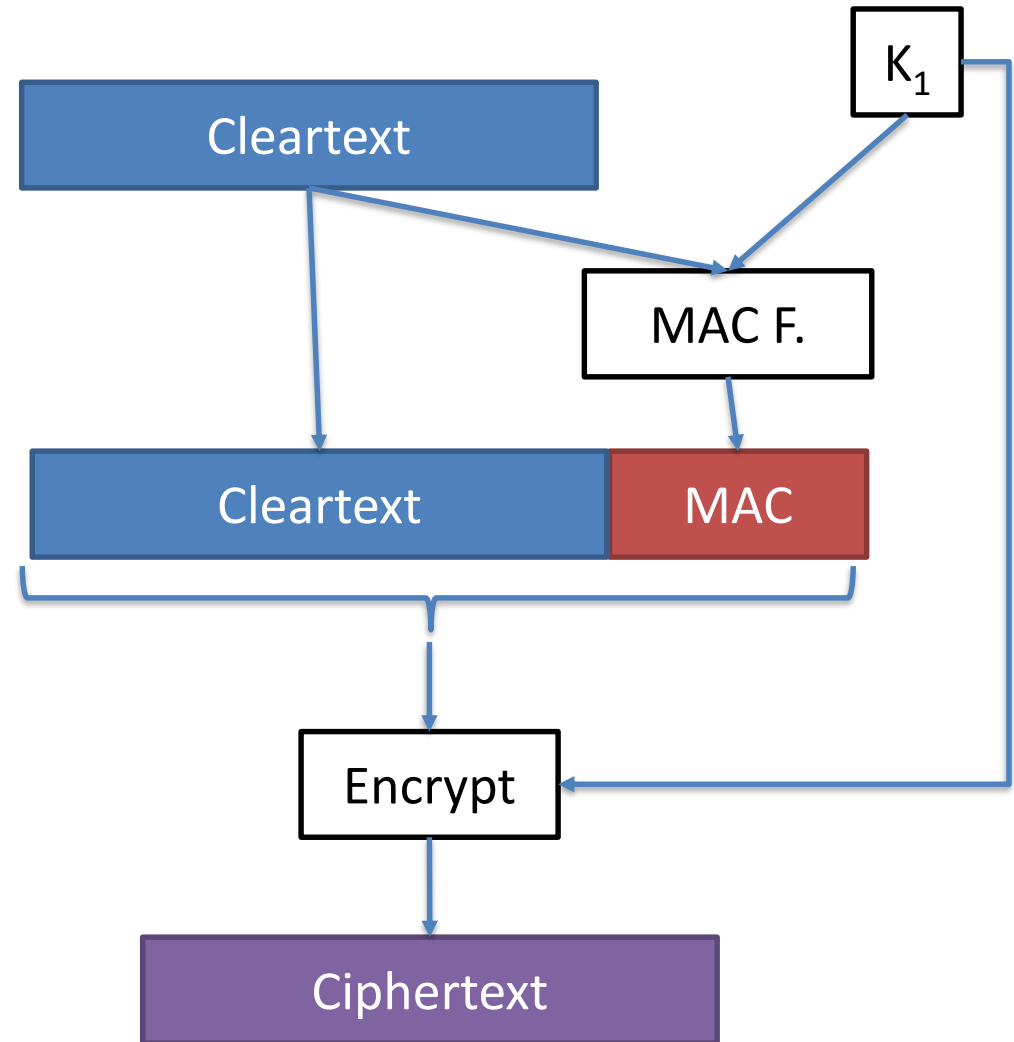 K₁
Cleartext
MAC F.
Cleartext
MAC
Encrypt
Ciphertext